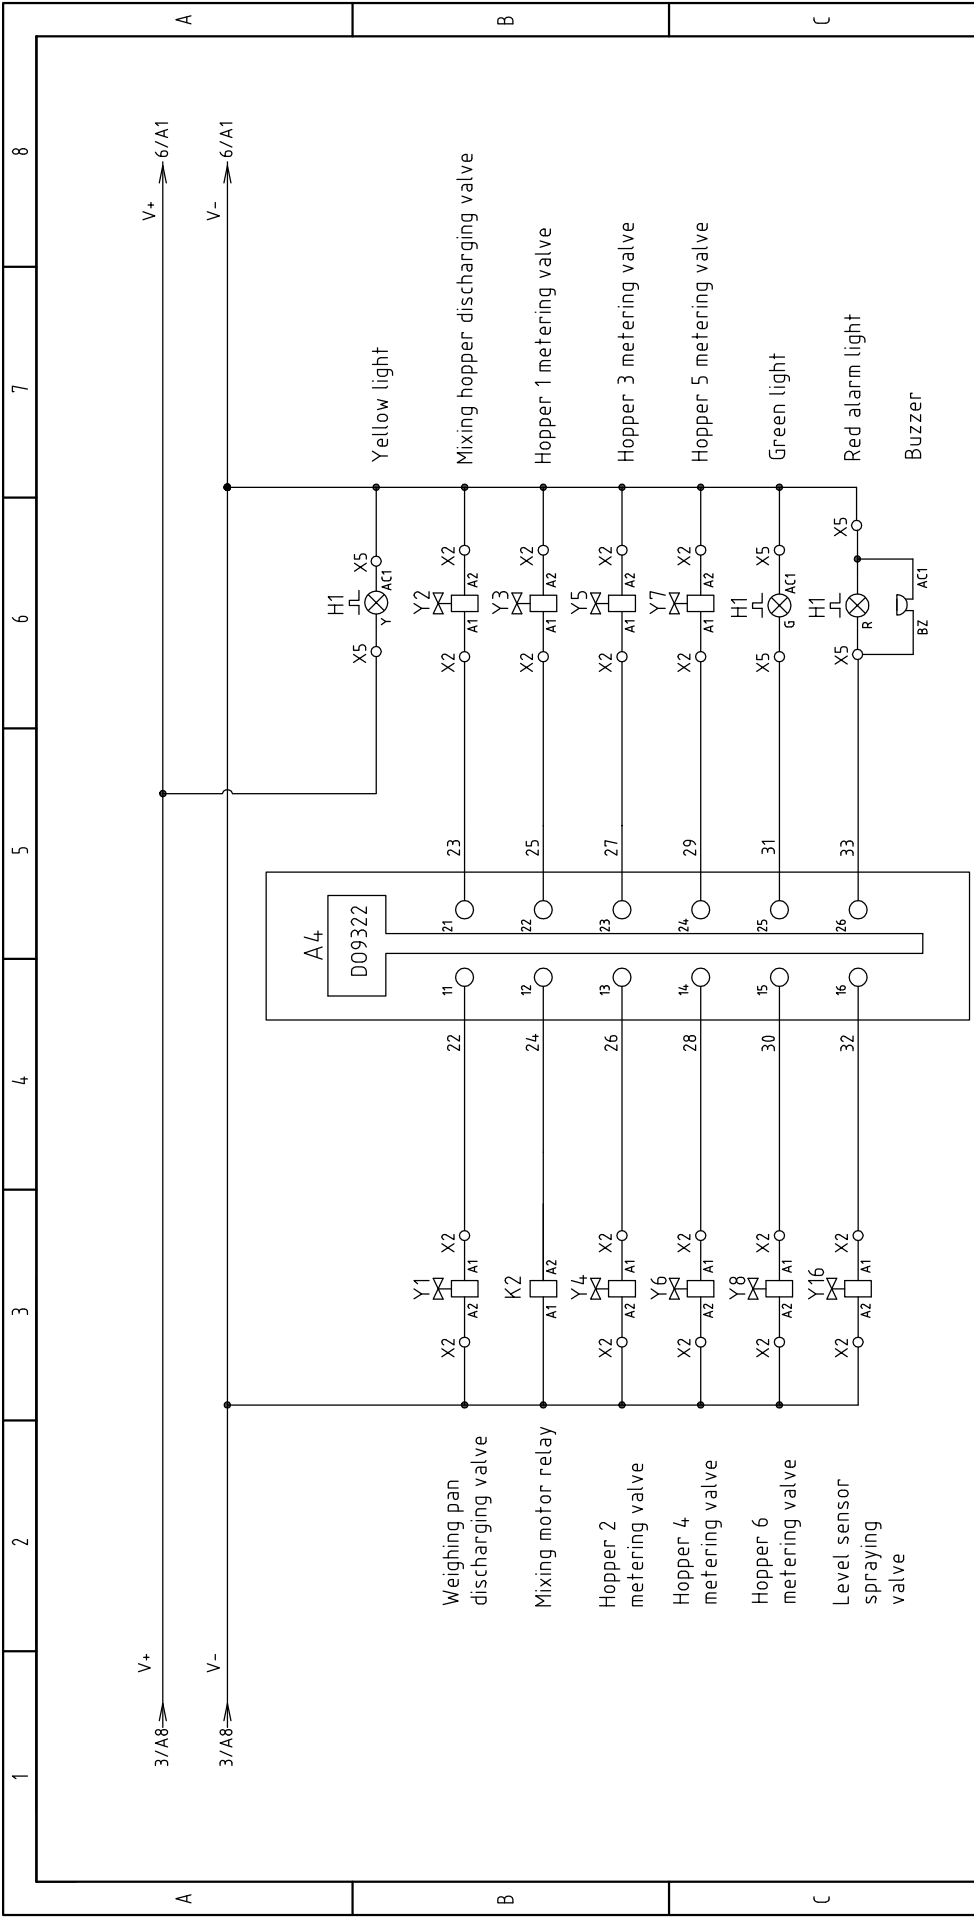 1
2
3
4
5
6
7
8
A
A
B
B
C
C
3/A8
V+
V+
6/A1
3/A8
V-
V-
6/A1
A4
DO9322
H1
X5
Y
AC1
X5
Yellow light
Weighing pan
discharging valve
X2
Y1
A2
A1
X2
22
11
21
23
X2
Y2
A1
A2
X2
Mixing hopper discharging valve
Mixing motor relay
K2
A1
A2
24
12
22
25
X2
Y3
A1
A2
X2
Hopper 1 metering valve
Hopper 2
metering valve
X2
Y4
A2
A1
X2
26
13
23
27
X2
Y5
A1
A2
X2
Hopper 3 metering valve
Hopper 4
metering valve
X2
Y6
A2
A1
X2
28
14
24
29
X2
Y7
A1
A2
X2
Hopper 5 metering valve
Hopper 6
metering valve
X2
Y8
A2
A1
X2
30
15
25
31
X5
H1
G
AC1
X5
Green light
Level sensor
spraying
valve
X2
Y16
A2
A1
X2
32
16
26
33
X5
H1
R
X5
Red alarm light
BZ
AC1
Buzzer